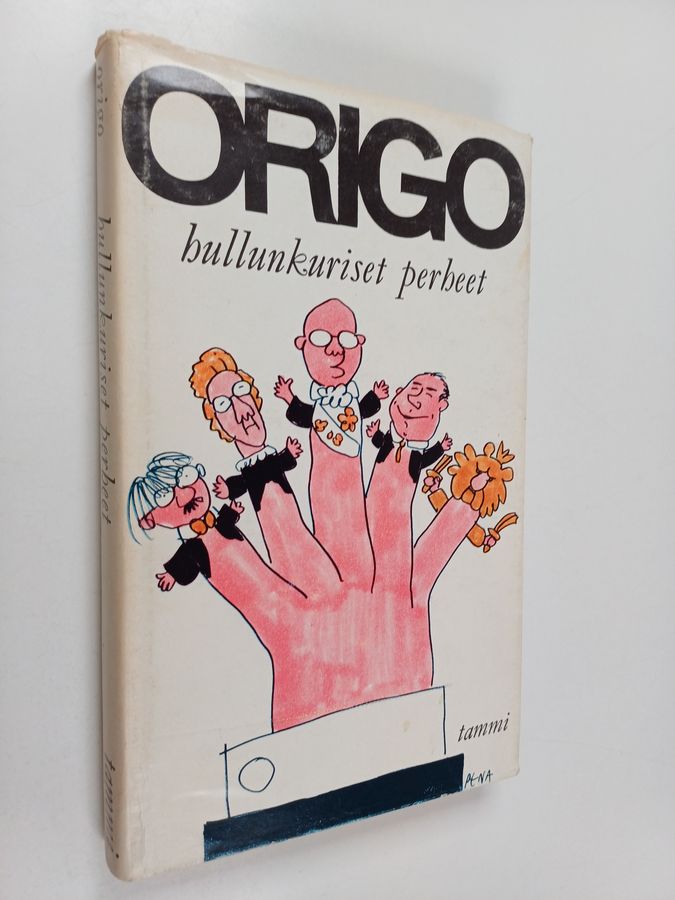 ORIGO
hullunkuriset perheet
tammi
PENA
origo hullunkuriset perheet tammi